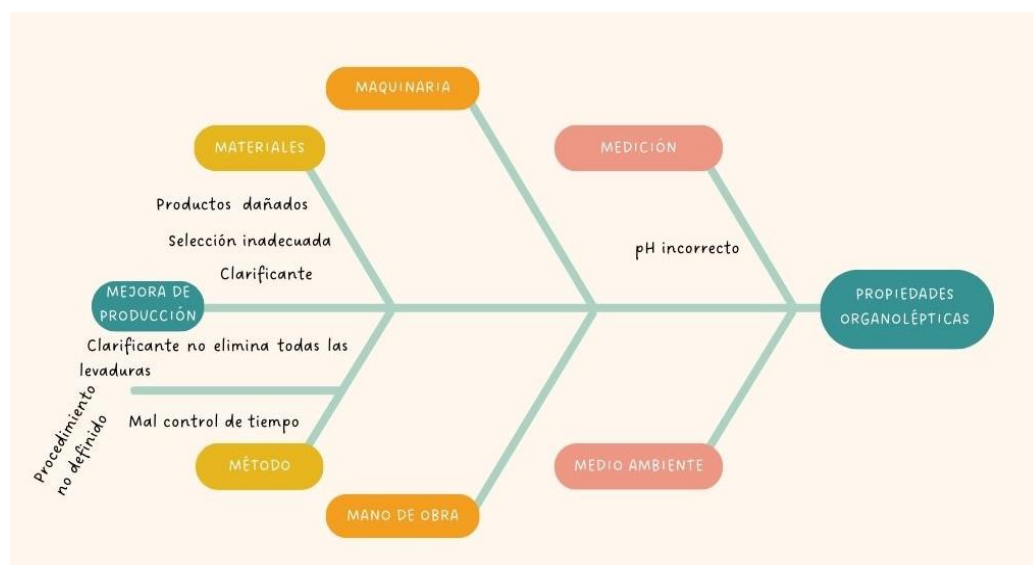 MAQUINARIA
MATERIALES
MEDICIÓN
Productos dañados
Selección inadecuada
Clarificante
pH incorrecto
MEJORA DE
PRODUCCIÓN
PROPIEDADES
ORGANOLÉPTICAS
Clarificante no elimina todas las
levaduras
Procedimiento
no definido
Mal control de tiempo
MÉTODO
MEDIO AMBIENTE
MANO DE OBRA